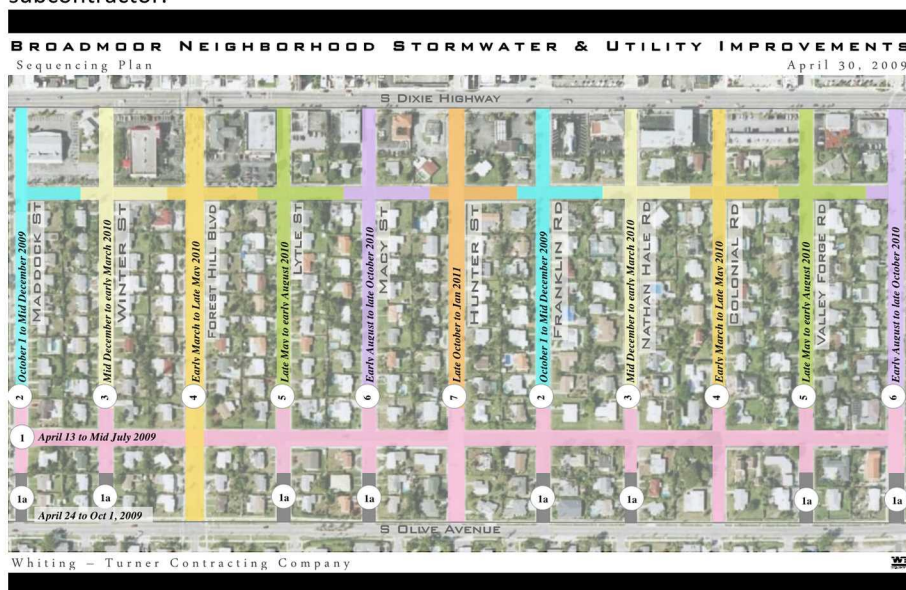 subcontractor.
BROADMOOR NEIGHBORHOOD STORMWATER & UTILITY IMPROVEMENTS
Sequencing Plan
April 30, 2009
S DIXIE HIGHWAY
October 1 to Mid December 2009
MADDOCK ST
Mid December to early March 2010
WINTER ST
Early March to Late May 2010
FOREST HILL BLVD
Late May to early August 2010
LYTLE ST
Early August to late October 2010
MACY ST
Late October to Jan 2011
HUNTER ST
October 1 to Mid December 2009
FRANKLIN RD
Mid December to early March 2010
NATHAN HALE RD
Early March to Late May 2010
COLONIAL RD
Late May to early August 2010
VALLEY FORGE RD
Early August to late October 2010
2
3
4
5
6
7
2
3
4
5
6
1
April 13 to Mid July 2009
1a
1a
1a
1a
1a
1a
1a
1a
April 24 to Oct 1, 2009
S OLIVE AVENUE
Whiting – Turner Contracting Company